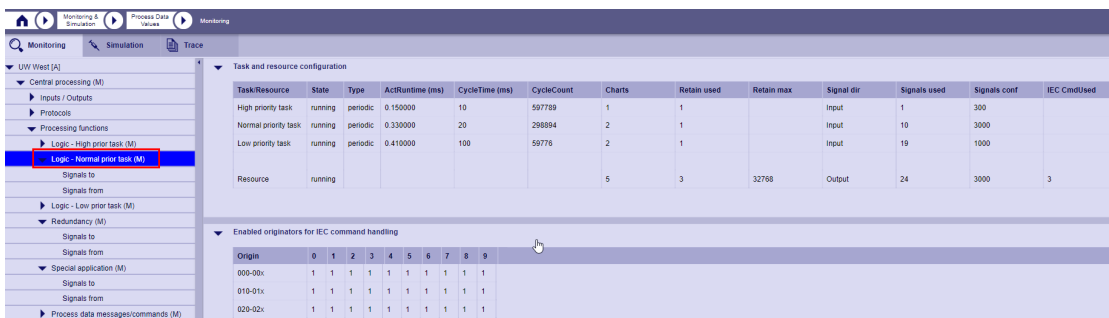 Monitoring & Simulation
Process Data Values
Monitoring
Monitoring Simulation Trace
UW West [A]
Central processing (M)
Inputs / Outputs
Protocols
Processing functions
Logic - High prior task (M)
Logic - Normal prior task (M)
Signals to
Signals from
Logic - Low prior task (M)
Redundancy (M)
Signals to
Signals from
Special application (M)
Signals to
Signals from
Process data messages/commands (M)
Task and resource configuration
Task/Resource State Type ActRuntime (ms) CycleTime (ms) CycleCount Charts Retain used Retain max Signal dir Signals used Signals conf IEC CmdUsed
High priority task running periodic 0.150000 10 597789 1 1 Input 1 300
Normal priority task running periodic 0.330000 20 298894 2 1 Input 10 3000
Low priority task running periodic 0.410000 100 59776 2 1 Input 19 1000
Resource running 5 3 32768 Output 24 3000 3
Enabled originators for IEC command handling
Origin 0 1 2 3 4 5 6 7 8 9
000-00x 1 1 1 1 1 1 1 1 1 1
010-01x 1 1 1 1 1 1 1 1 1 1
020-02x 1 1 1 1 1 1 1 1 1 1